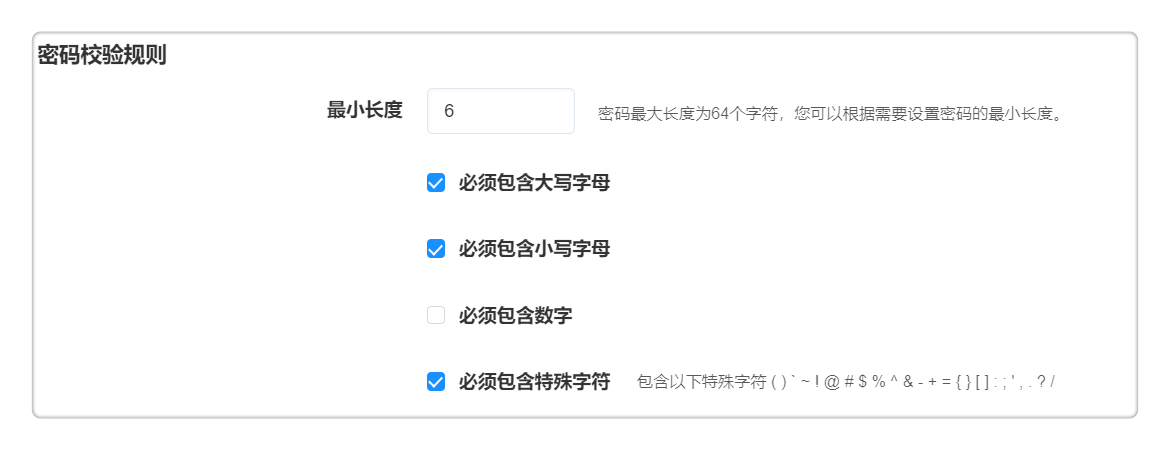 密码校验规则
最小长度 6 密码最大长度为64个字符，您可以根据需要设置密码的最小长度。
必须包含大写字母
必须包含小写字母
必须包含数字
必须包含特殊字符 包含以下特殊字符 ( ) ` ~ ! @ # $ % ^ & - + = { } [ ] : ; ' , . ? /